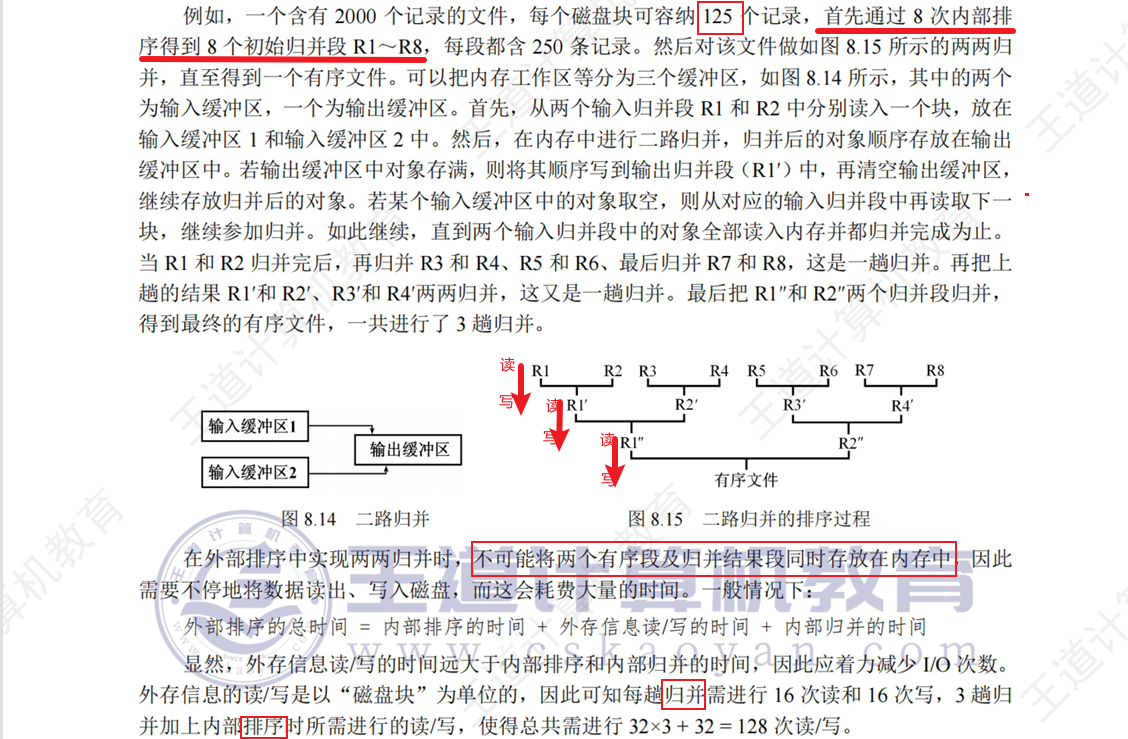 例如，一个含有 2000 个记录的文件，每个磁盘块可容纳 125 个记录，首先通过 8 次内部排
序得到 8 个初始归并段 R1～R8，每段都含 250 条记录。然后对该文件做如图 8.15 所示的两两归
并，直至得到一个有序文件。可以把内存工作区等分为三个缓冲区，如图 8.14 所示，其中的两个
为输入缓冲区，一个为输出缓冲区。首先，从两个输入归并段 R1 和 R2 中分别读入一个块，放在
输入缓冲区 1 和输入缓冲区 2 中。然后，在内存中进行二路归并，归并后的对象顺序存放在输出
缓冲区中。若输出缓冲区中对象存满，则将其顺序写到输出归并段（R1′）中，再清空输出缓冲区，
继续存放归并后的对象。若某个输入缓冲区中的对象取空，则从对应的输入归并段中再读取下一
块，继续参加归并。如此继续，直到两个输入归并段中的对象全部读入内存并都归并完成为止。
当 R1 和 R2 归并完后，再归并 R3 和 R4、R5 和 R6、最后归并 R7 和 R8，这是一趟归并。再把上
趟的结果 R1′和 R2′、R3′和 R4′两两归并，这又是一趟归并。最后把 R1″和 R2″两个归并段归并，
得到最终的有序文件，一共进行了 3 趟归并。
读 R1 R2 R3 R4 R5 R6 R7 R8
写 读 R1′ R2′ R3′ R4′
输入缓冲区1
写 读 R1″ R2″
输出缓冲区
输入缓冲区2
写 有序文件
图 8.14 二路归并
图 8.15 二路归并的排序过程
在外部排序中实现两两归并时，不可能将两个有序段及归并结果段同时存放在内存中，因此
需要不停地将数据读出、写入磁盘，而这会耗费大量的时间。一般情况下：
外部排序的总时间 = 内部排序的时间 + 外存信息读/写的时间 + 内部归并的时间
显然，外存信息读/写的时间远大于内部排序和内部归并的时间，因此应着力减少 I/O 次数。
外存信息的读/写是以“磁盘块”为单位的，因此可知每趟归并需进行 16 次读和 16 次写，3 趟归
并加上内部排序时所需进行的读/写，使得总共需进行 32×3 + 32 = 128 次读/写。
王道计算机教育
www.cskaoyan.com